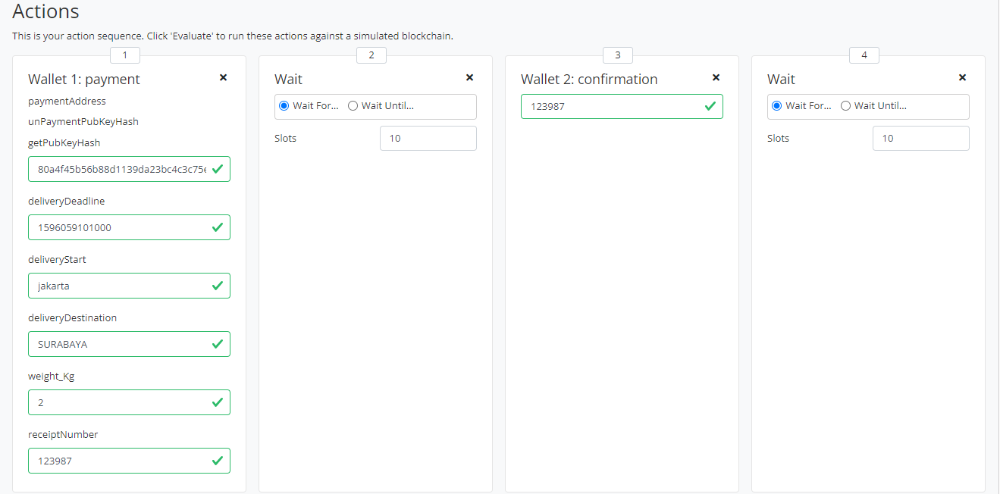 Actions
This is your action sequence. Click 'Evaluate' to run these actions against a simulated blockchain.
1
Wallet 1: payment
paymentAddress
unPaymentPubKeyHash
getPubKeyHash
80a4f45b56b88d1139da23bc4c3c75e
deliveryDeadline
1596059101000
deliveryStart
jakarta
deliveryDestination
SURABAYA
weight_Kg
2
receiptNumber
123987
2
Wait
Wait For... Wait Until...
Slots 10
3
Wallet 2: confirmation
123987
4
Wait
Wait For... Wait Until...
Slots 10